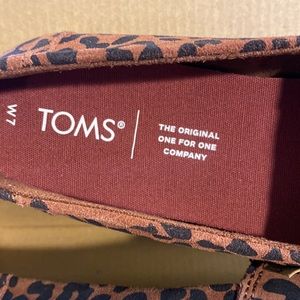 TOMS®
THE ORIGINAL
ONE FOR ONE
COMPANY
W7